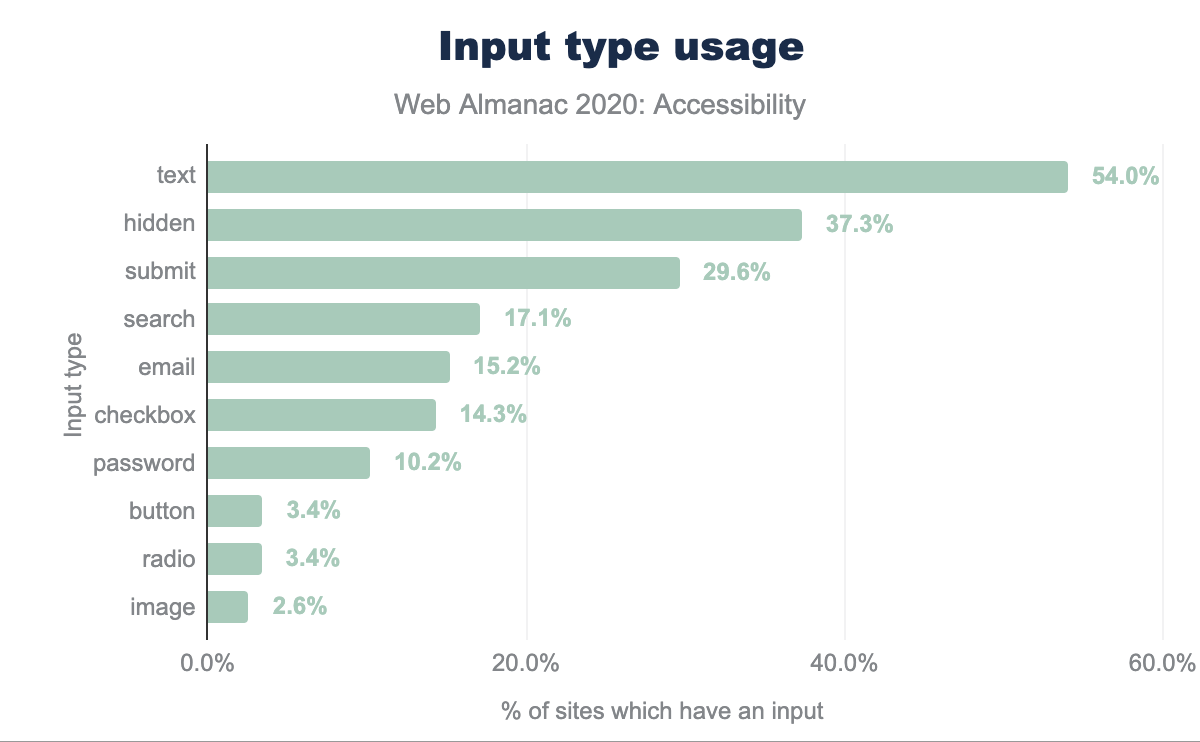 Input type usage
Web Almanac 2020: Accessibility
Input type
text 54.0%
hidden 37.3%
submit 29.6%
search 17.1%
email 15.2%
checkbox 14.3%
password 10.2%
button 3.4%
radio 3.4%
image 2.6%
0.0% 20.0% 40.0% 60.0%
% of sites which have an input